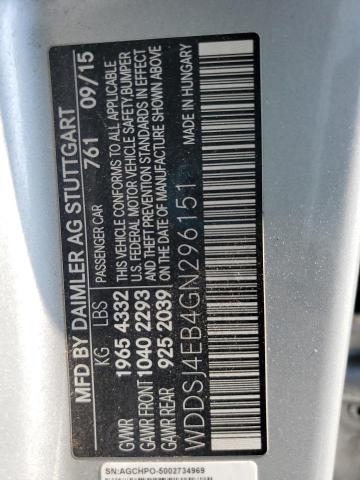 MFD BY DAIMLER AG STUTTGART
PASSENGER CAR 761 09/15
KG LBS THIS VEHICLE CONFORMS TO ALL APPLICABLE
GVWR 1965 4332 U.S. FEDERAL MOTOR VEHICLE SAFETY, BUMPER
GAWR FRONT 1040 2293 AND THEFT PREVENTION STANDARDS IN EFFECT
GAWR REAR 925 2039 ON THE DATE OF MANUFACTURE SHOWN ABOVE
WDDSJ4EB4GN296151 MADE IN HUNGARY
SN:AGCHPO-5002734969